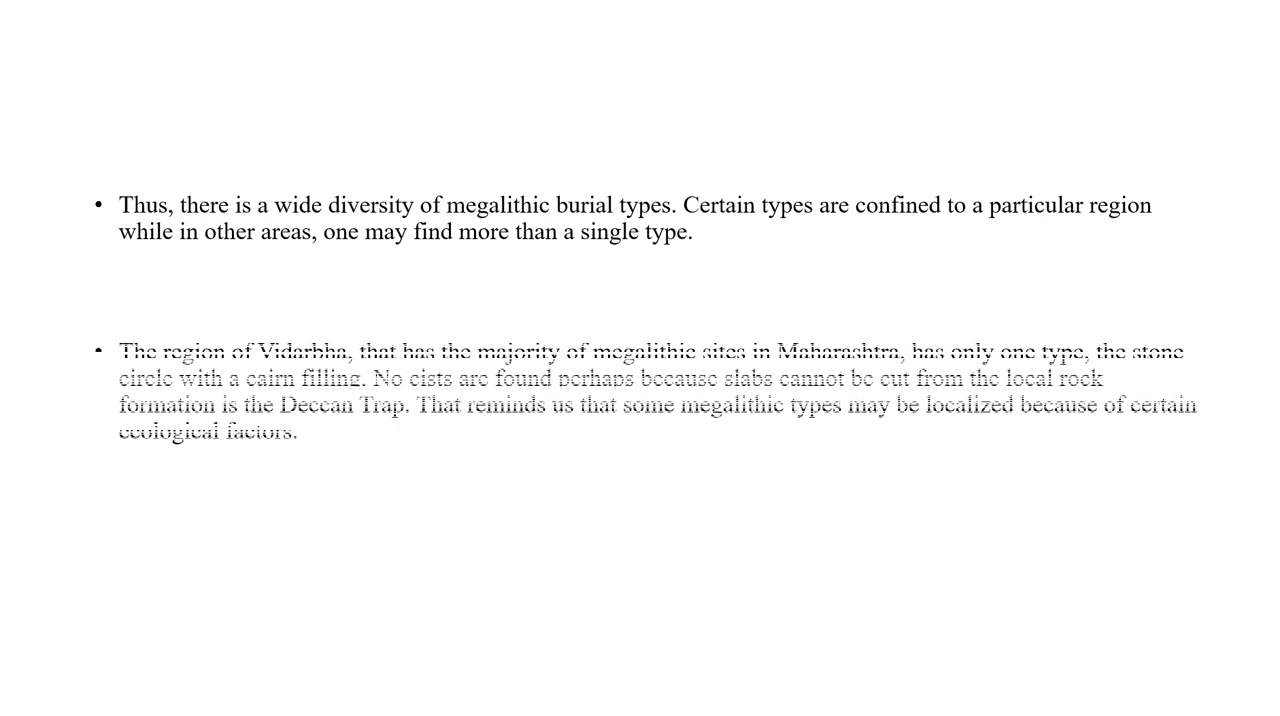 • Thus, there is a wide diversity of megalithic burial types. Certain types are confined to a particular region
while in other areas, one may find more than a single type.
• The region of Vidarbha, that has the majority of megalithic sites in Maharashtra, has only one type, the stone
circle with a cairn filling. No cists are found perhaps because slabs cannot be cut from the local rock
formation is the Deccan Trap. That reminds us that some megalithic types may be localized because of certain
ecological factors.